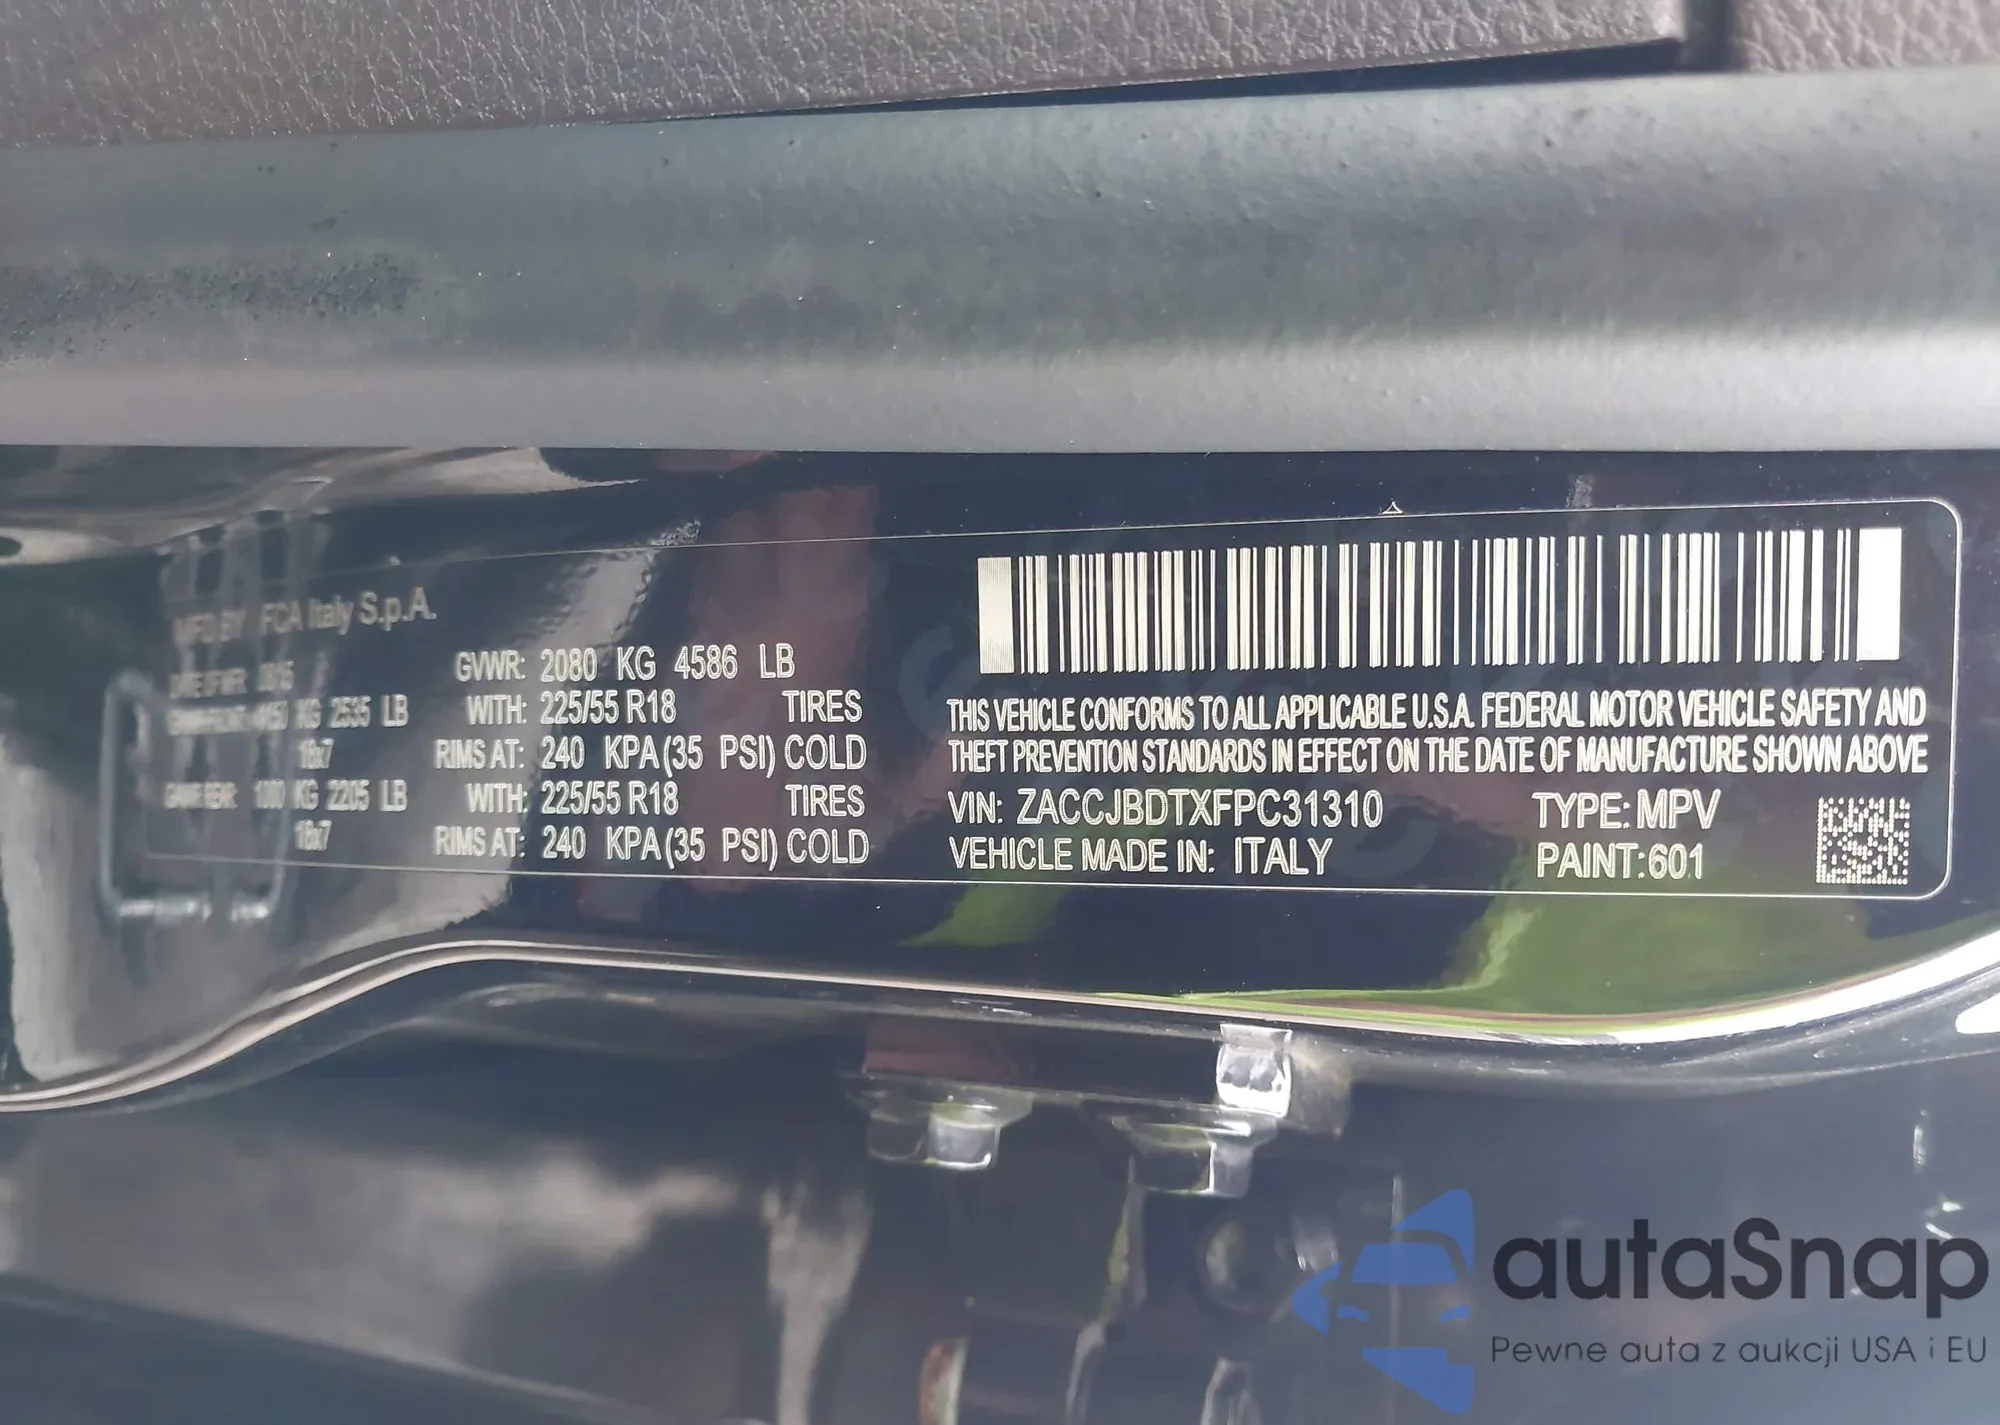 MFD BY FCA Italy S.p.A.
GVWR: 2080 KG 4586 LB
KG 2535 LB WITH: 225/55 R18 TIRES
18x7 RIMS AT: 240 KPA (35 PSI) COLD
GAWR REAR: 1000 KG 2205 LB WITH: 225/55 R18 TIRES
18x7 RIMS AT: 240 KPA (35 PSI) COLD
THIS VEHICLE CONFORMS TO ALL APPLICABLE U.S.A. FEDERAL MOTOR VEHICLE SAFETY AND
THEFT PREVENTION STANDARDS IN EFFECT ON THE DATE OF MANUFACTURE SHOWN ABOVE
VIN: ZACCJBDTXFPC31310 TYPE: MPV
VEHICLE MADE IN: ITALY PAINT: 601
autaSnap
Pewne auta z aukcji USA i EU